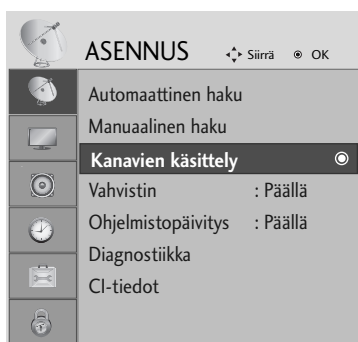 ASENNUS Siirrä OK
Automaattinen haku
Manuaalinen haku
Kanavien käsittely
Vahvistin : Päällä
Ohjelmistopäivitys : Päällä
Diagnostiikka
CI-tiedot